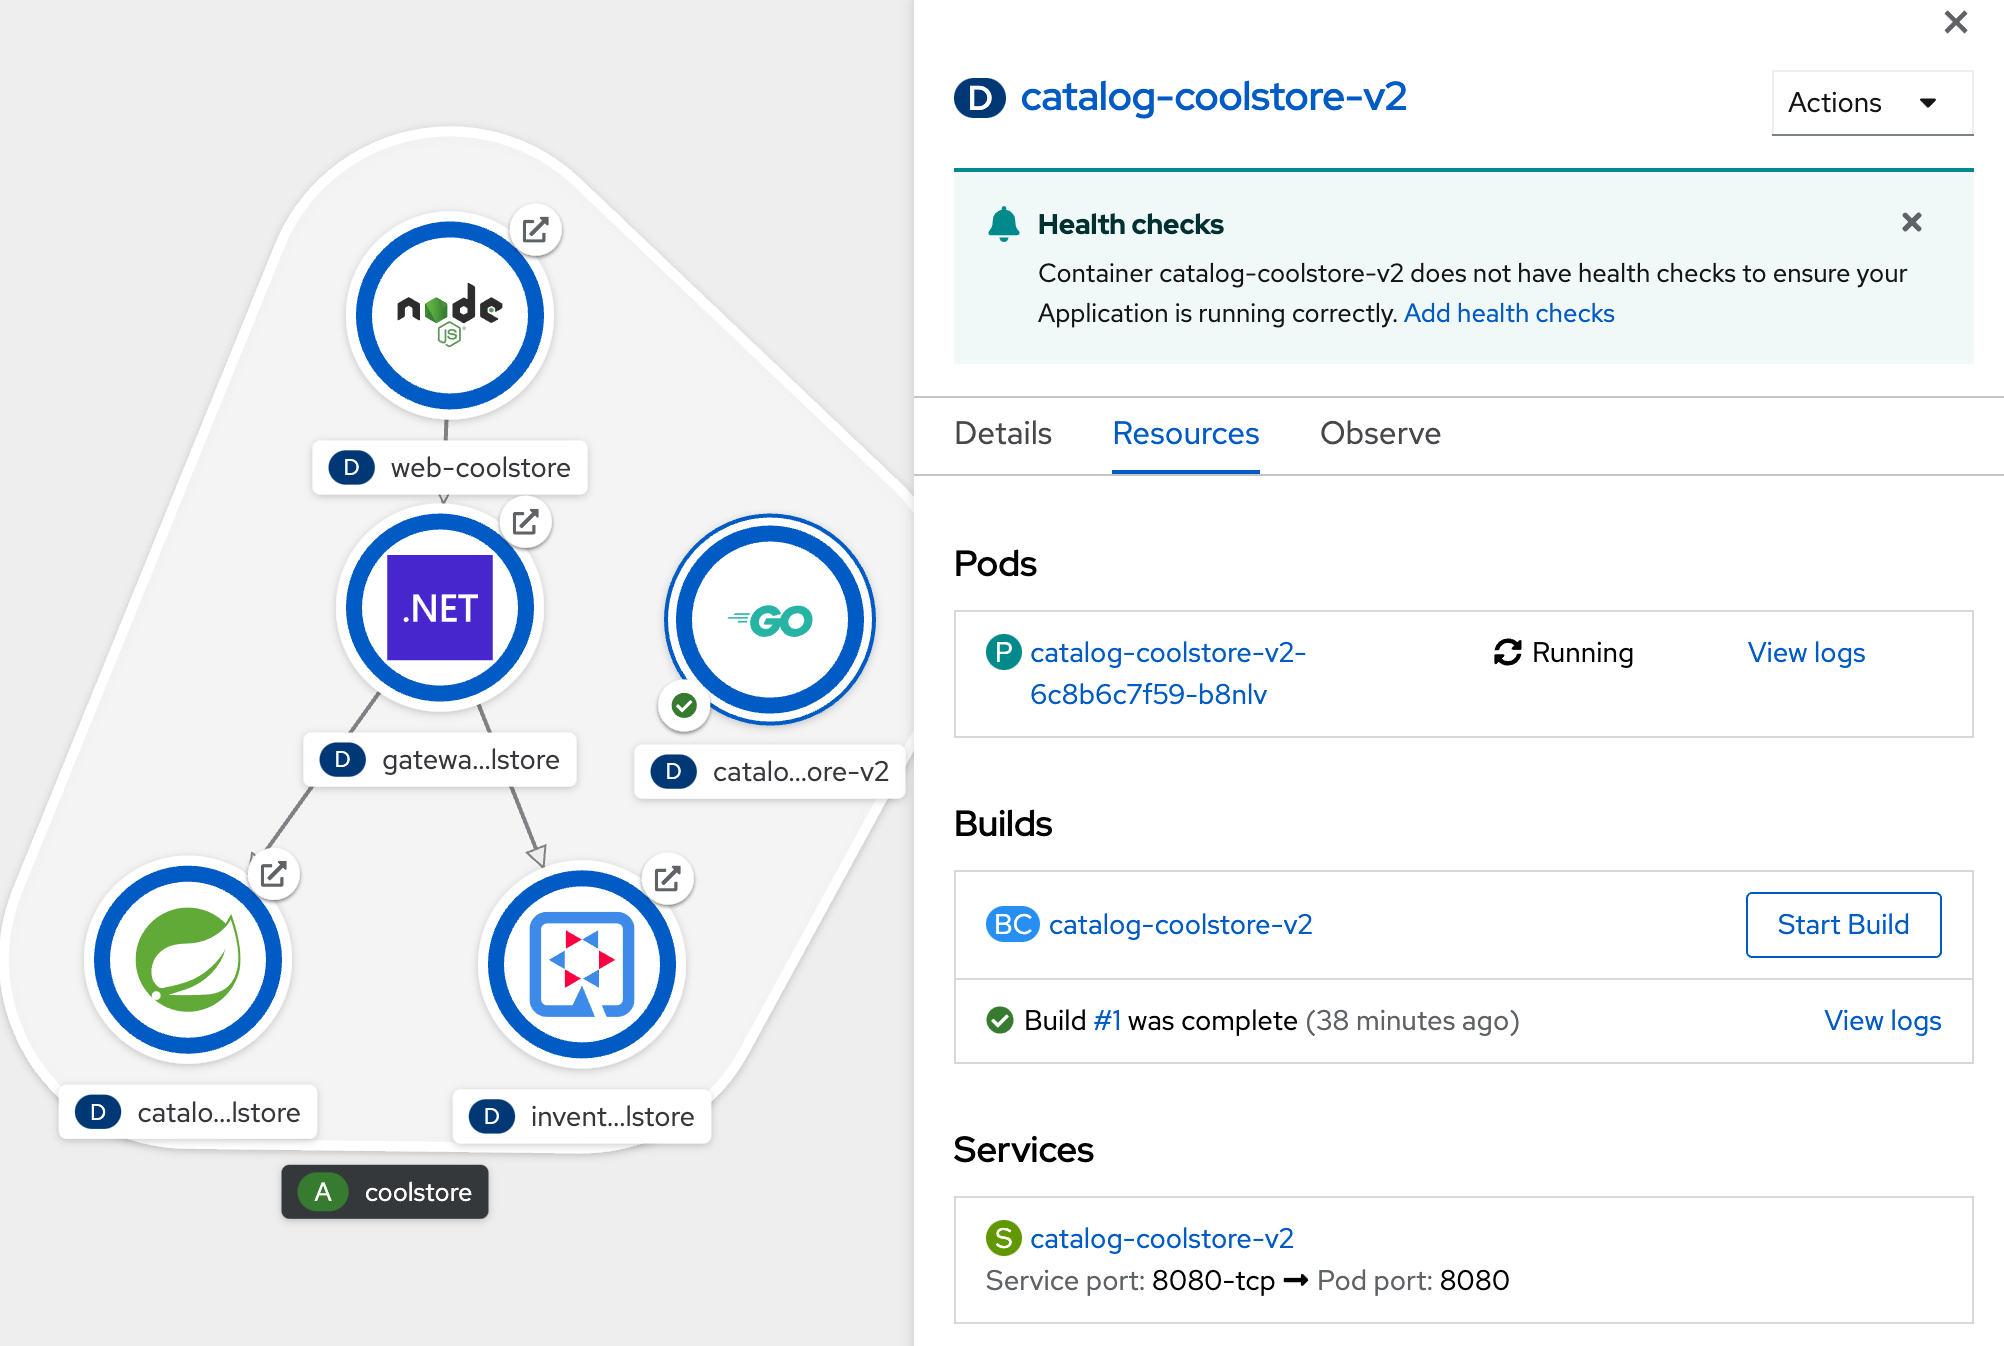 node
JS
D web-coolstore
.NET
GO
D gatewa...lstore
D catalo...ore-v2
D catalo...lstore
D invent...lstore
A coolstore
D catalog-coolstore-v2
Actions
Health checks
Container catalog-coolstore-v2 does not have health checks to ensure your
Application is running correctly. Add health checks
Details Resources Observe
Pods
P catalog-coolstore-v2-
6c8b6c7f59-b8nlv
Running
View logs
Builds
BC catalog-coolstore-v2
Start Build
Build #1 was complete (38 minutes ago)
View logs
Services
S catalog-coolstore-v2
Service port: 8080-tcp → Pod port: 8080